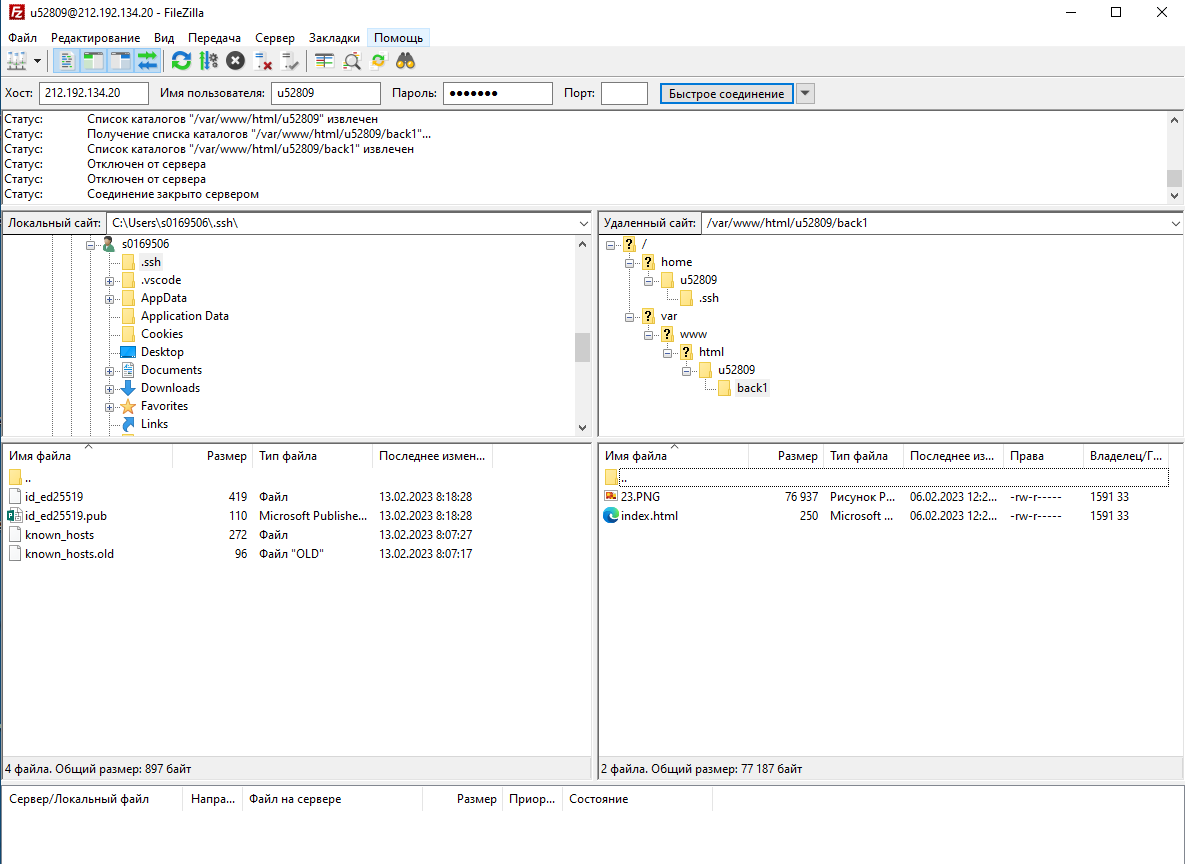 u52809@212.192.134.20 - FileZilla
Файл Редактирование Вид Передача Сервер Закладки Помощь
Хост: 212.192.134.20 Имя пользователя: u52809 Пароль: ●●●●●●● Порт: Быстрое соединение
Статус: Список каталогов "/var/www/html/u52809" извлечен
Статус: Получение списка каталогов "/var/www/html/u52809/back1"...
Статус: Список каталогов "/var/www/html/u52809/back1" извлечен
Статус: Отключен от сервера
Статус: Отключен от сервера
Статус: Соединение закрыто сервером
Локальный сайт: C:\Users\s0169506\.ssh\
s0169506
.ssh
.vscode
AppData
Application Data
Cookies
Desktop
Documents
Downloads
Favorites
Links
Удаленный сайт: /var/www/html/u52809/back1
/
home
u52809
.ssh
var
www
html
u52809
back1
Имя файла Размер Тип файла Последнее измен...
..
id_ed25519 419 Файл 13.02.2023 8:18:28
id_ed25519.pub 110 Microsoft Publishe... 13.02.2023 8:18:28
known_hosts 272 Файл 13.02.2023 8:07:27
known_hosts.old 96 Файл "OLD" 13.02.2023 8:07:17
4 файла. Общий размер: 897 байт
Имя файла Размер Тип файла Последнее из... Права Владелец/Г...
..
23.PNG 76 937 Рисунок P... 06.02.2023 12:2... -rw-r----- 1591 33
index.html 250 Microsoft ... 06.02.2023 12:2... -rw-r----- 1591 33
2 файла. Общий размер: 77 187 байт
Сервер/Локальный файл Напра... Файл на сервере Размер Приор... Состояние